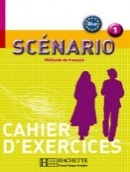 SCÉNARIO 1
Méthode de français
CAHIER
D'EXERCICES
HACHETTE